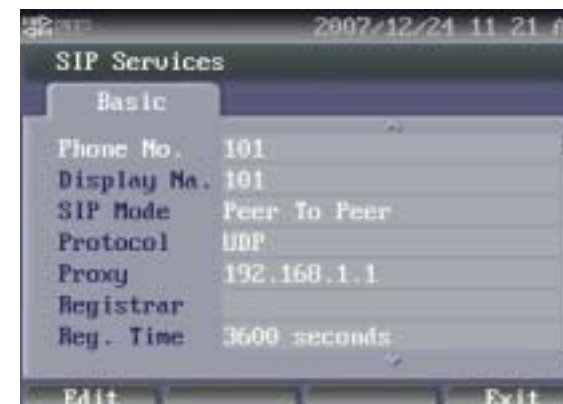 2007/12/24 11 21
SIP Services
Basic
Phone No. 101
Display Na. 101
SIP Mode Peer To Peer
Protocol UDP
Proxy 192.168.1.1
Registrar
Reg. Time 3600 seconds
Edit Exit